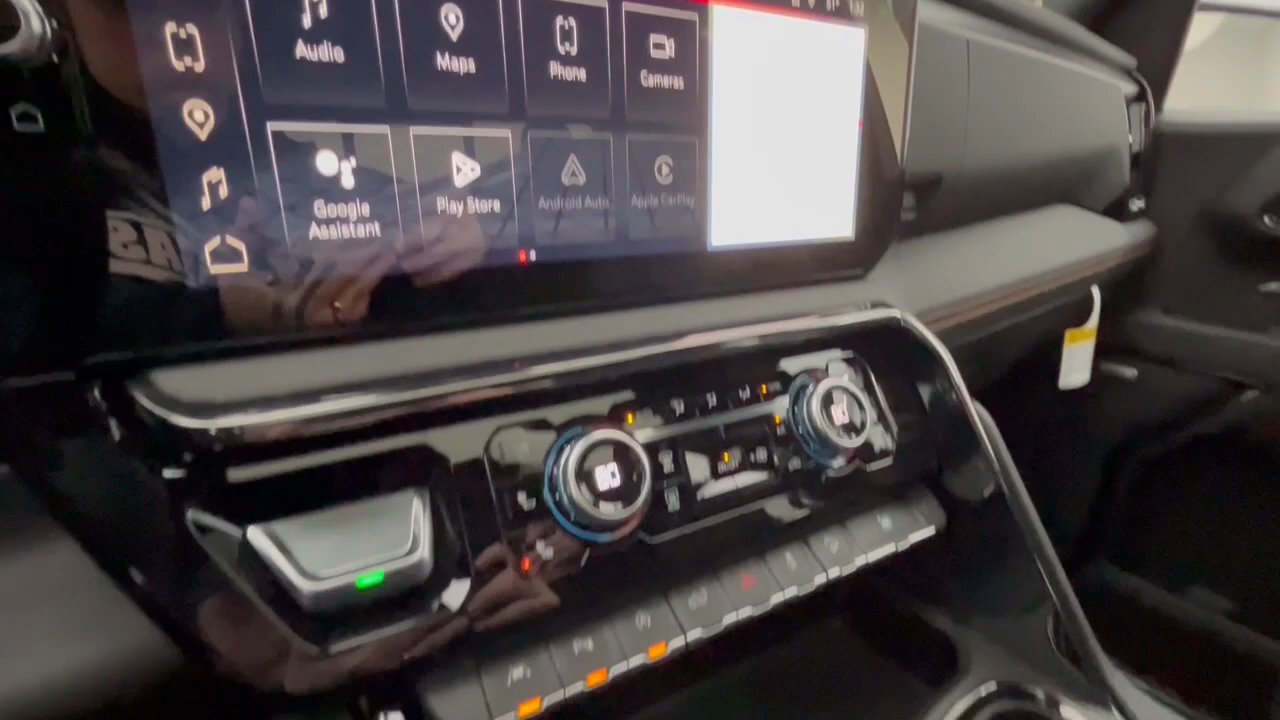 Audio
Maps
Phone
Cameras
Google
Assistant
Play Store
Android Auto
Apple CarPlay